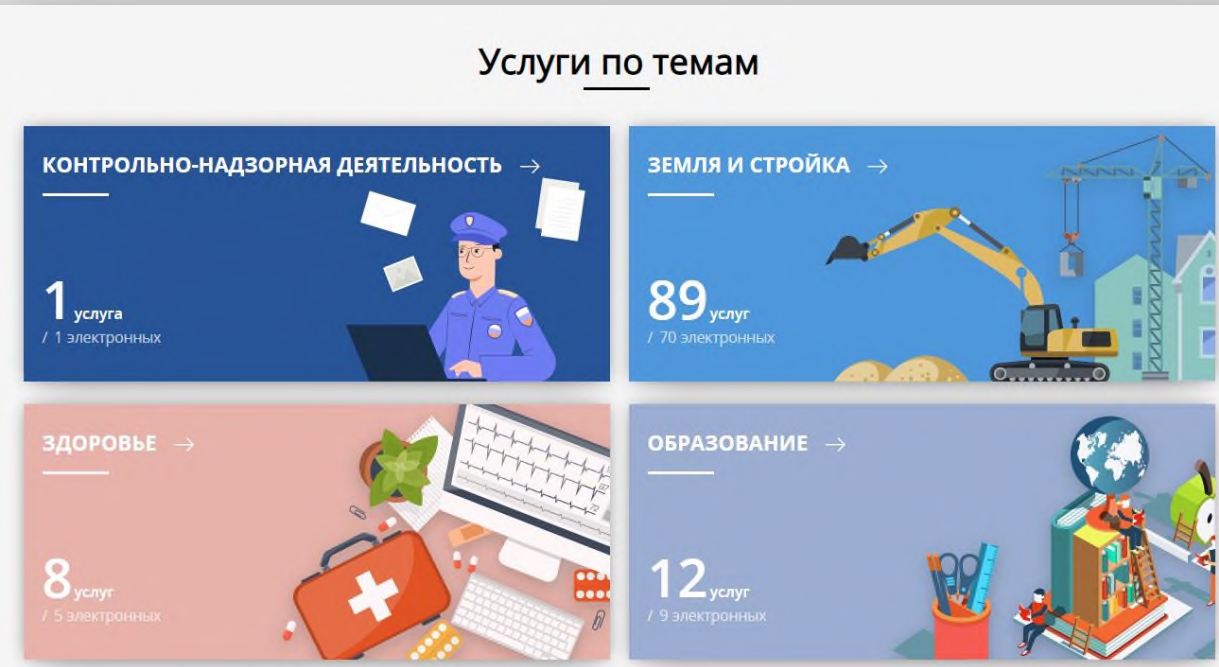 Услуги по темам
КОНТРОЛЬНО-НАДЗОРНАЯ ДЕЯТЕЛЬНОСТЬ →
1 услуга
/ 1 электронных
ЗЕМЛЯ И СТРОЙКА →
89 услуг
/ 70 электронных
ЗДОРОВЬЕ →
8 услуг
/ 5 электронных
ОБРАЗОВАНИЕ →
12 услуг
/ 9 электронных